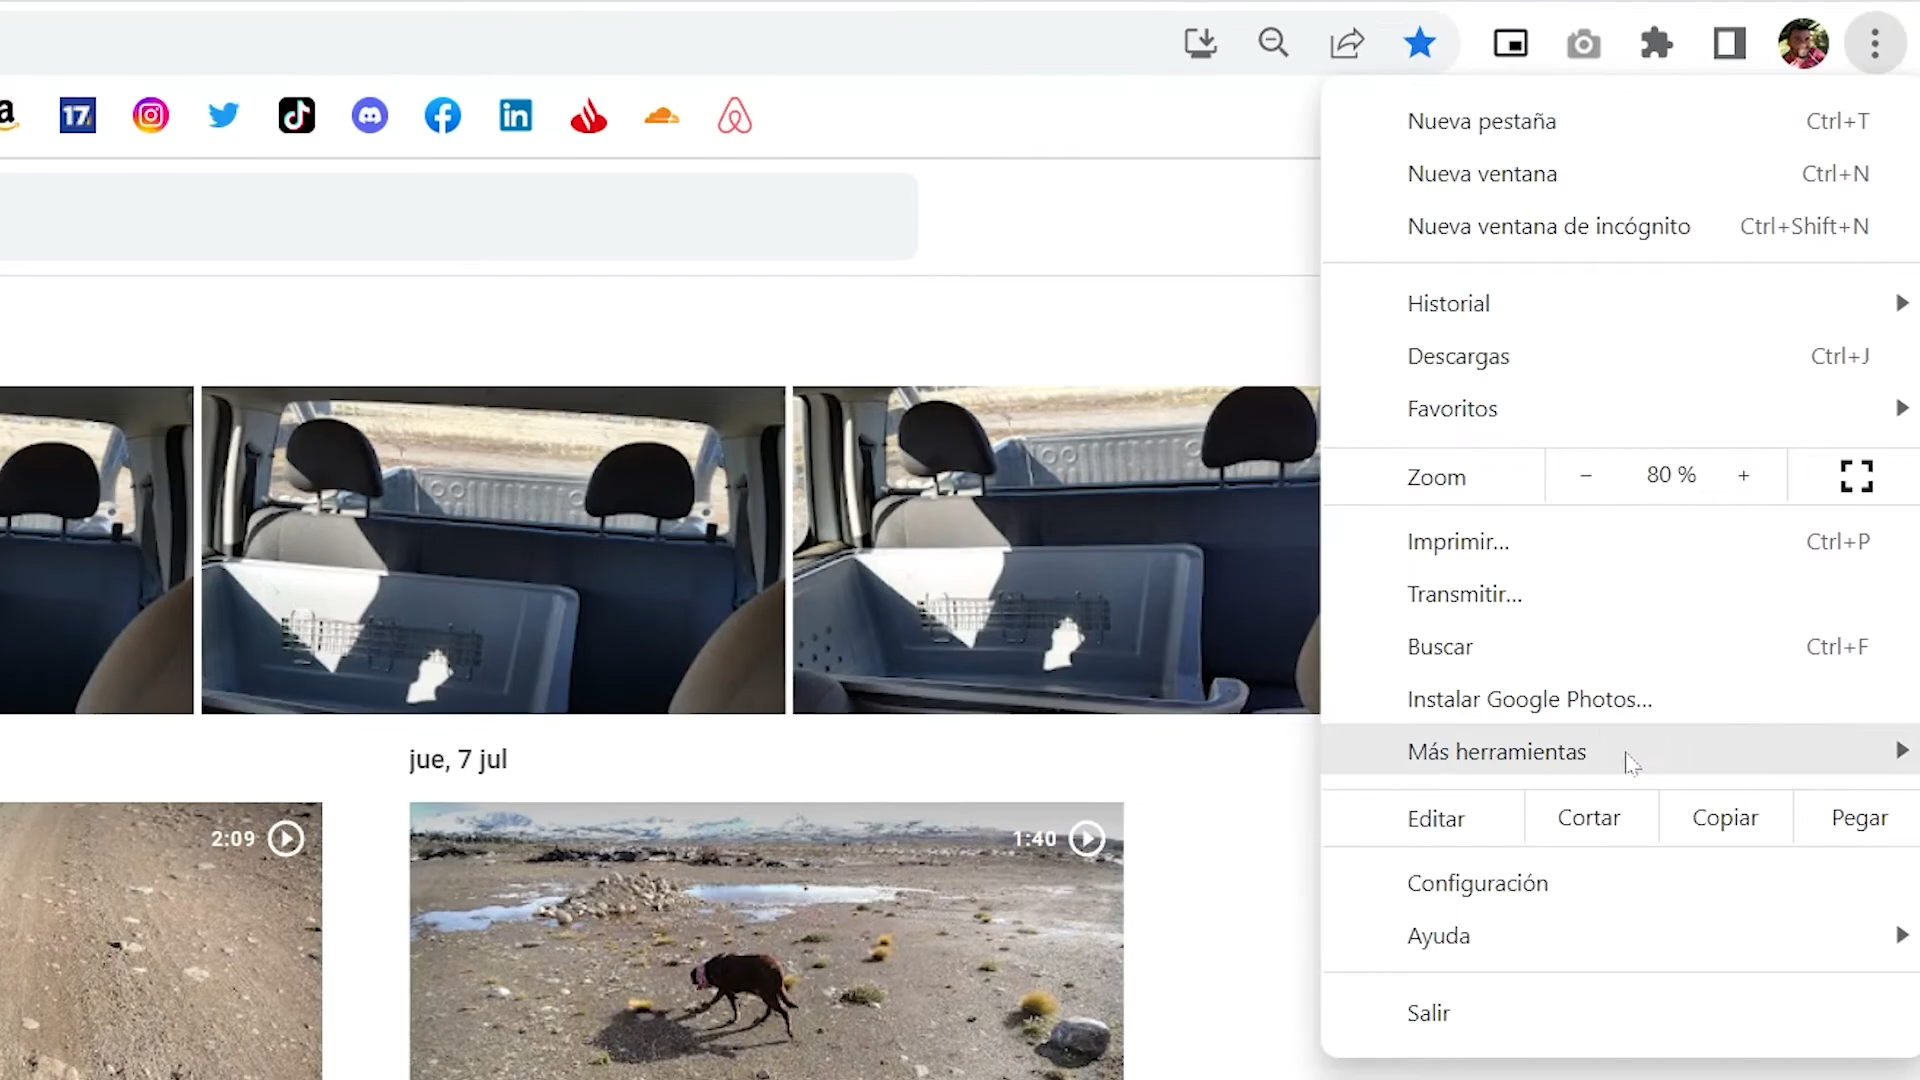 a
17
in
Nueva pestaña Ctrl+T
Nueva ventana Ctrl+N
Nueva ventana de incógnito Ctrl+Shift+N
Historial
Descargas Ctrl+J
Favoritos
Zoom − 80 % +
Imprimir... Ctrl+P
Transmitir...
Buscar Ctrl+F
Instalar Google Photos...
Más herramientas
Editar Cortar Copiar Pegar
Configuración
Ayuda
Salir
jue, 7 jul
2:09
1:40